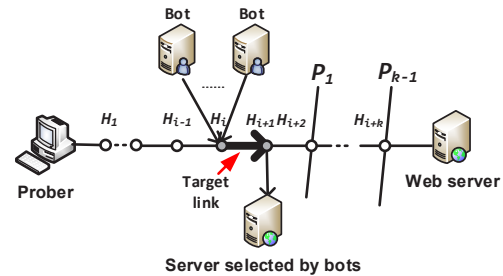 Bot Bot
........
P1 Pk-1
H1 Hi-1 Hi Hi+1 Hi+2 Hi+k
Prober
Target
link
Web server
Server selected by bots